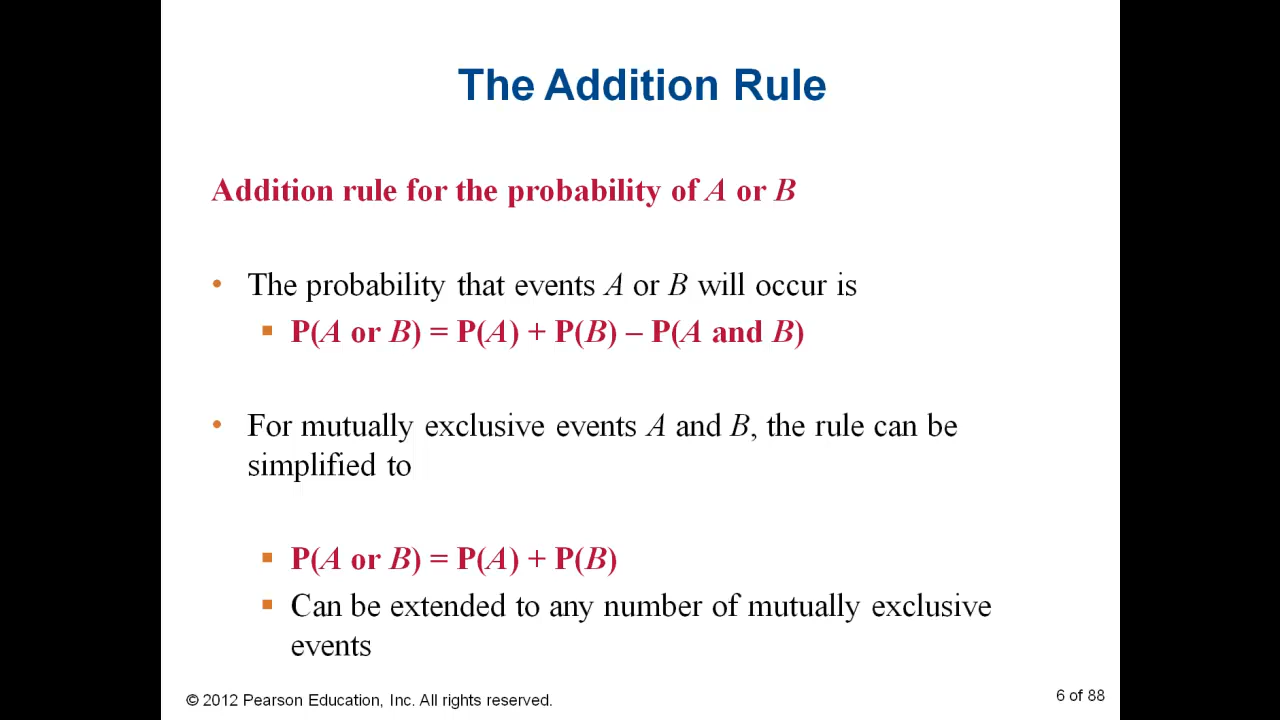 The Addition Rule
Addition rule for the probability of A or B
• The probability that events A or B will occur is
▪ P(A or B) = P(A) + P(B) – P(A and B)
• For mutually exclusive events A and B, the rule can be
simplified to
▪ P(A or B) = P(A) + P(B)
▪ Can be extended to any number of mutually exclusive
events
© 2012 Pearson Education, Inc. All rights reserved.
6 of 88